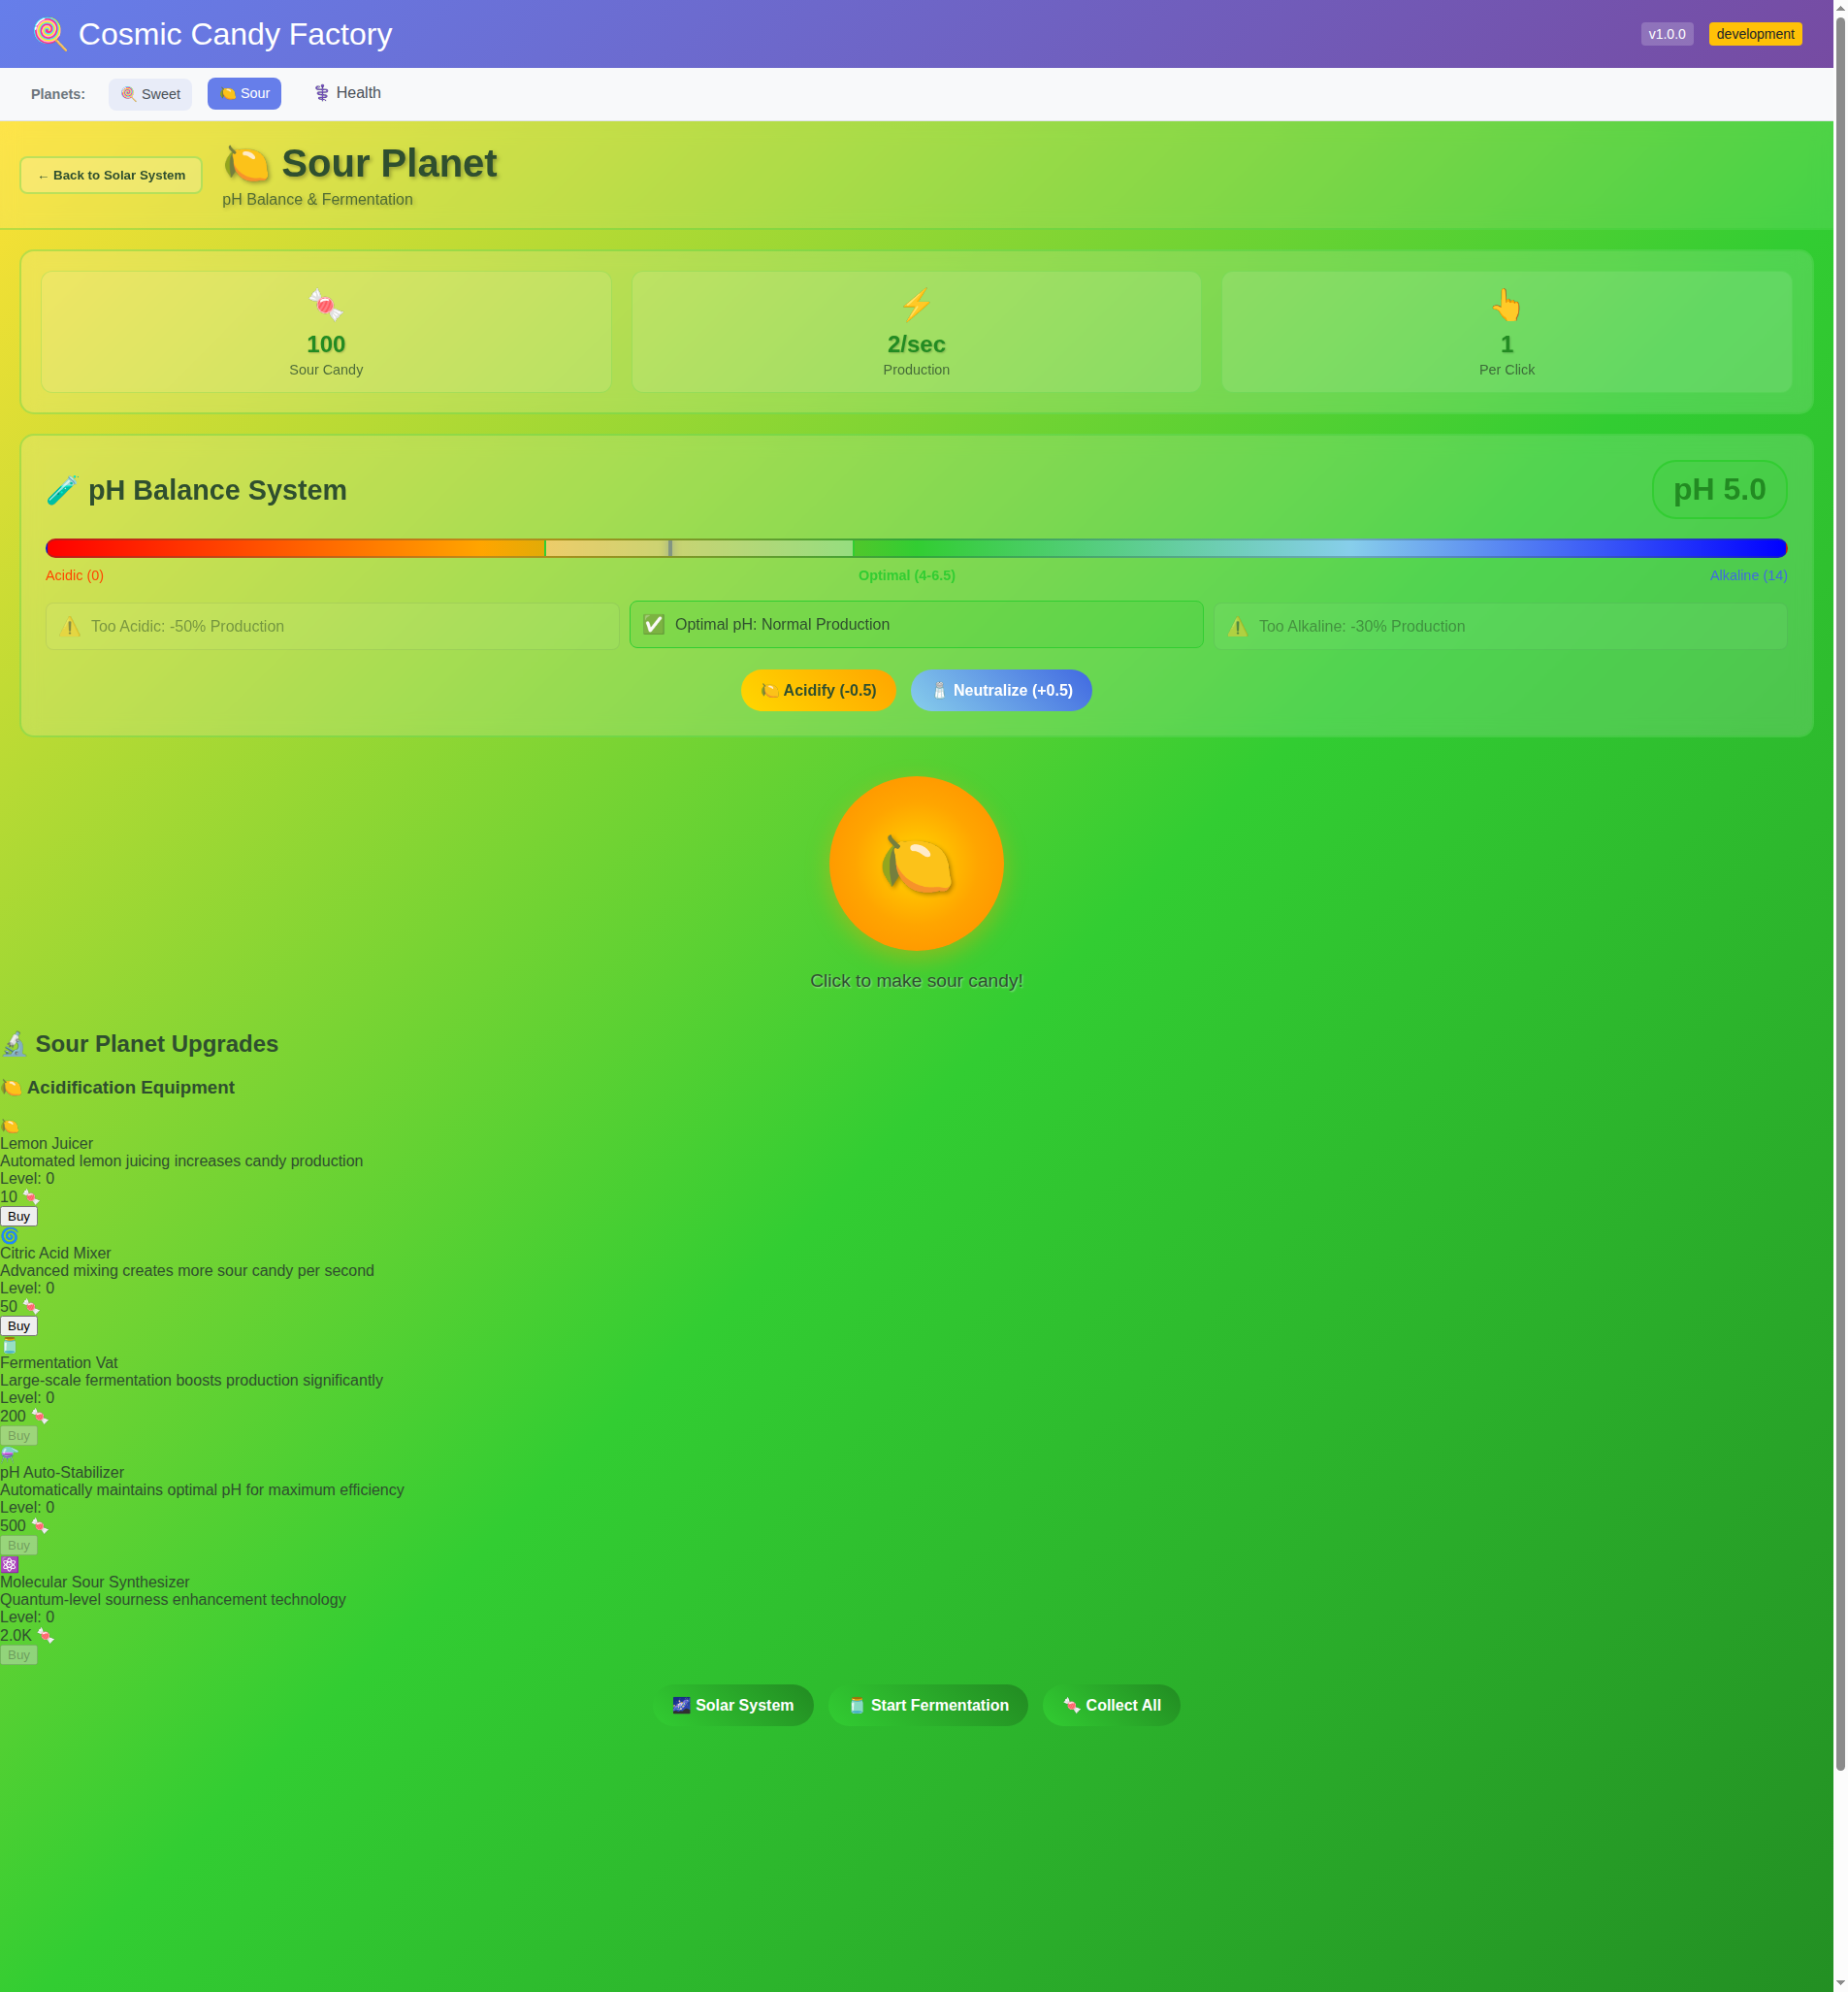 Cosmic Candy Factory
v1.0.0 development
Planets: Sweet Sour Health
← Back to Solar System
Sour Planet
pH Balance & Fermentation
100 2/sec 1
Sour Candy Production Per Click
pH Balance System pH 5.0
Acidic (0) Optimal (4-6.5) Alkaline (14)
Too Acidic: -50% Production Optimal pH: Normal Production Too Alkaline: -30% Production
Acidify (-0.5) Neutralize (+0.5)
Click to make sour candy!
Sour Planet Upgrades
Acidification Equipment
Lemon Juicer
Automated lemon juicing increases candy production
Level: 0
10
Buy
Citric Acid Mixer
Advanced mixing creates more sour candy per second
Level: 0
50
Buy
Fermentation Vat
Large-scale fermentation boosts production significantly
Level: 0
200
Buy
pH Auto-Stabilizer
Automatically maintains optimal pH for maximum efficiency
Level: 0
500
Buy
Molecular Sour Synthesizer
Quantum-level sourness enhancement technology
Level: 0
2.0K
Buy
Solar System Start Fermentation Collect All